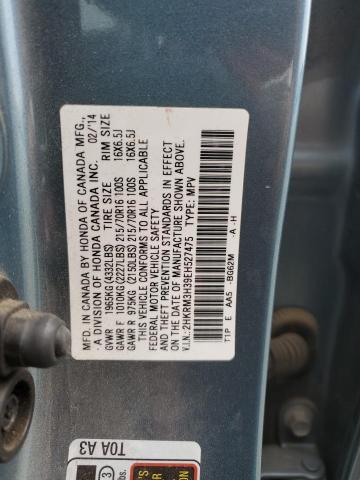 MFD. IN CANADA BY HONDA OF CANADA MFG.,
- A DIVISION OF HONDA CANADA INC. 02/'14
GVWR 1965KG (4332LBS) TIRE SIZE RIM SIZE
GAWR F 1010KG (2227LBS) 215/70R16 100S 16X6.5J
GAWR R 975KG (2150LBS) 215/70R16 100S 16X6.5J
THIS VEHICLE CONFORMS TO ALL APPLICABLE
FEDERAL MOTOR VEHICLE SAFETY
AND THEFT PREVENTION STANDARDS IN EFFECT
ON THE DATE OF MANUFACTURE SHOWN ABOVE.
V.I.N.: 2HKRM3H39EH527475 TYPE: MPV
T1P E AA5 -BG62M -A -H
T0A A3
3